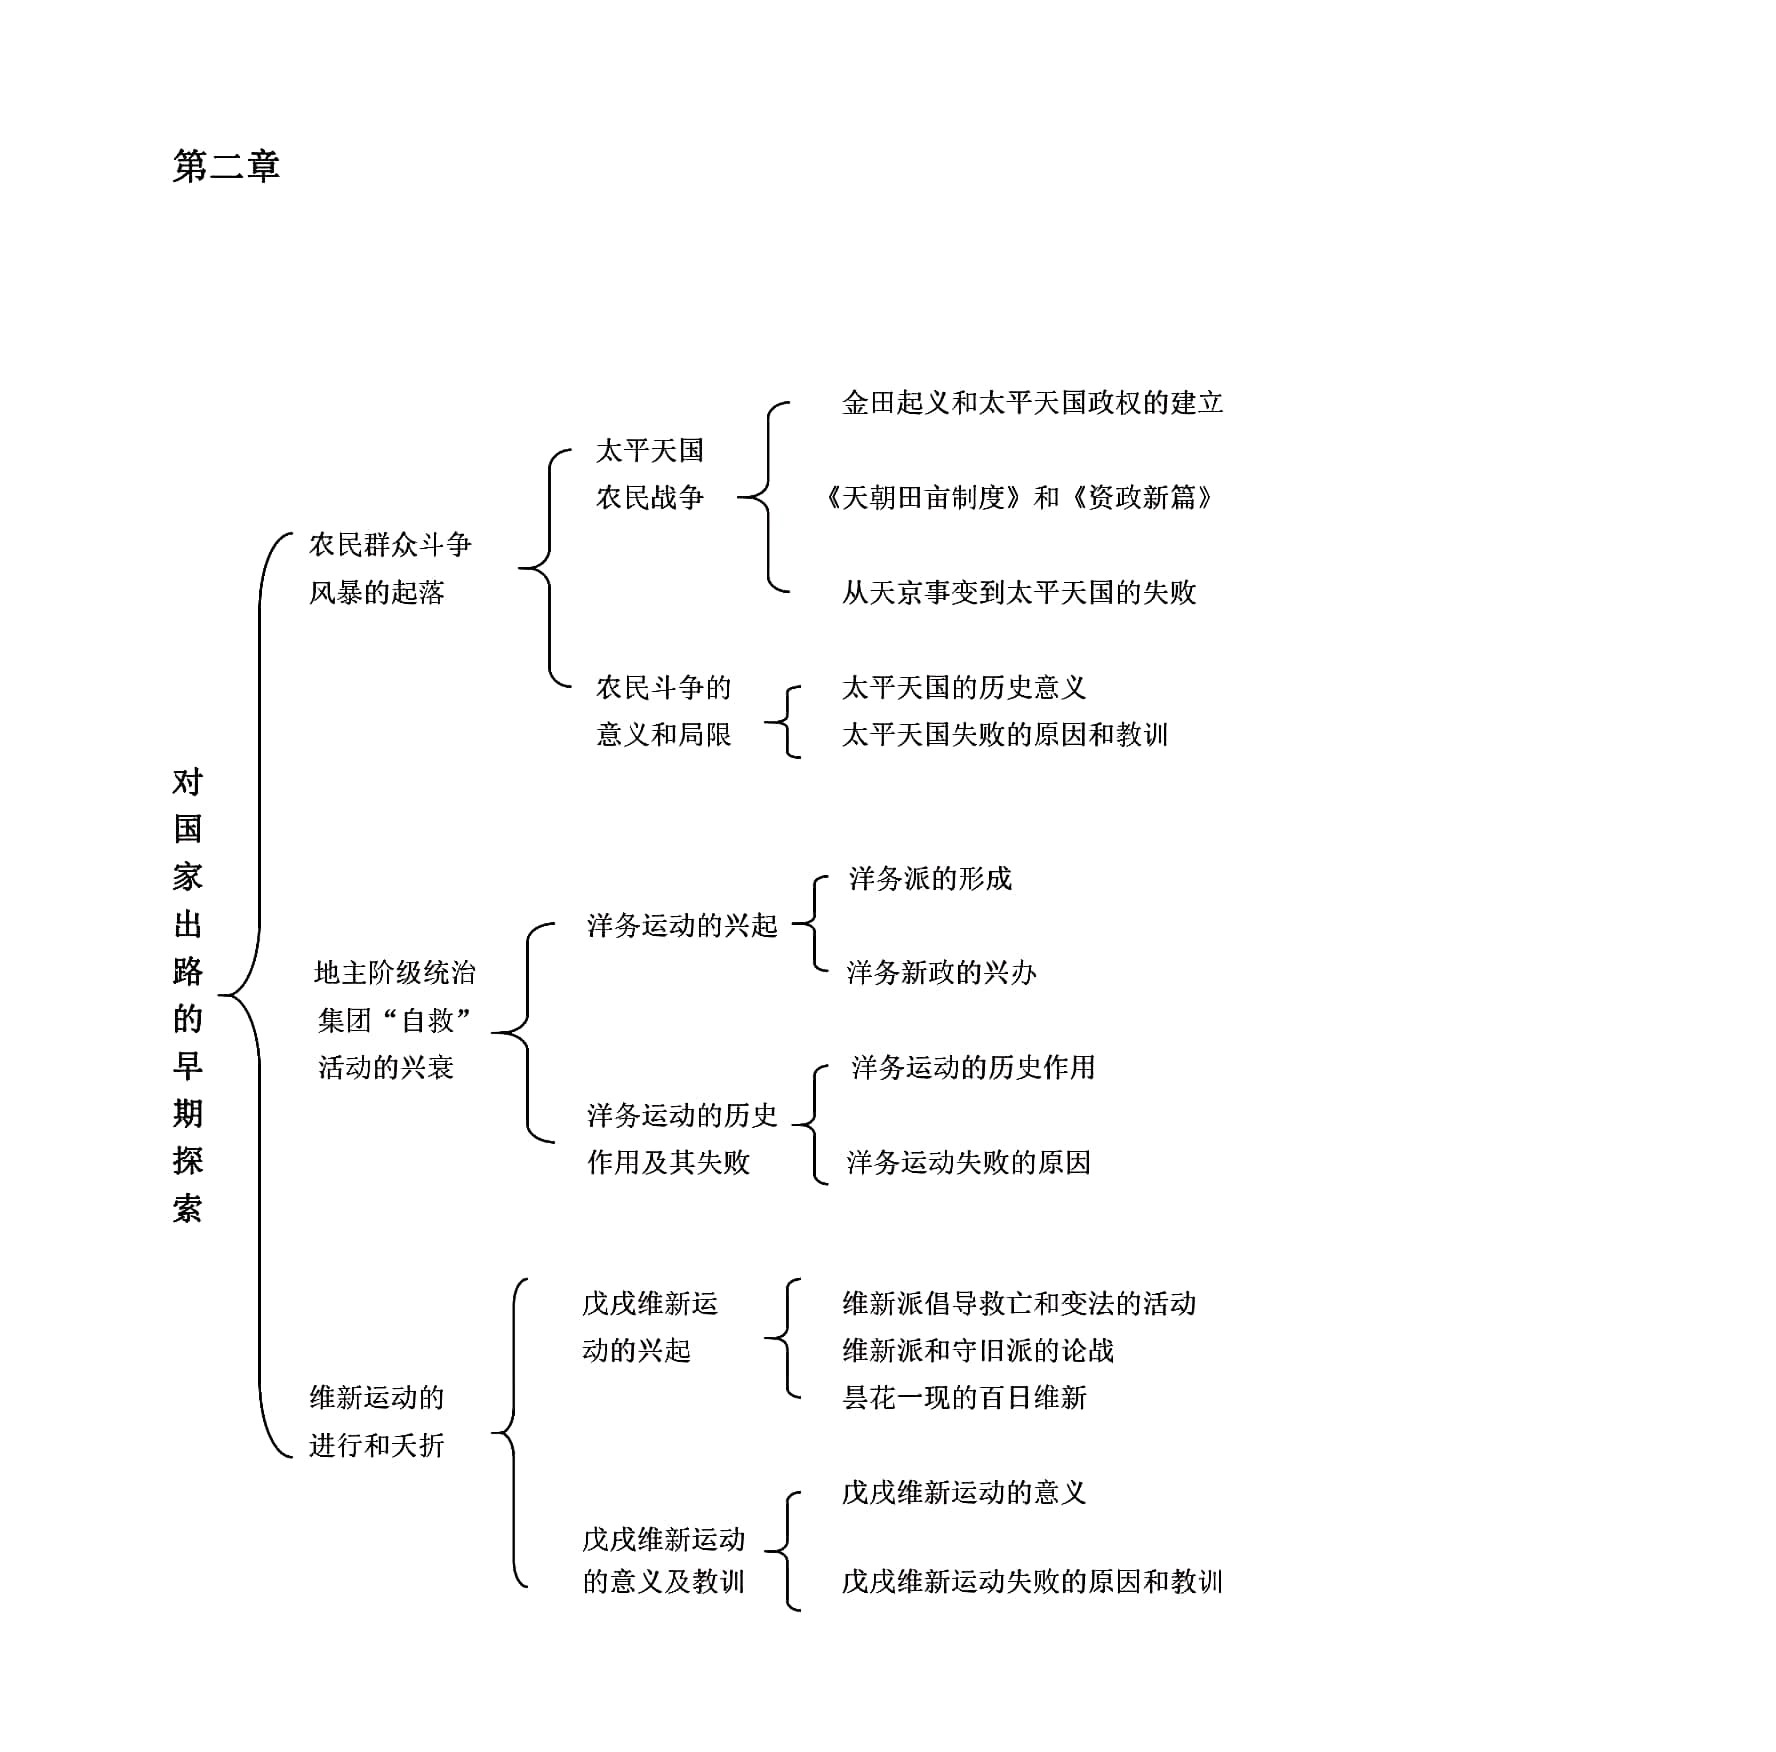 第二章
对国家出路的早期探索
农民群众斗争
风暴的起落
太平天国
农民战争
金田起义和太平天国政权的建立
《天朝田亩制度》和《资政新篇》
从天京事变到太平天国的失败
农民斗争的
意义和局限
太平天国的历史意义
太平天国失败的原因和教训
地主阶级统治
集团“自救”
活动的兴衰
洋务运动的兴起
洋务派的形成
洋务新政的兴办
洋务运动的历史
作用及其失败
洋务运动的历史作用
洋务运动失败的原因
维新运动的
进行和夭折
戊戌维新运
动的兴起
维新派倡导救亡和变法的活动
维新派和守旧派的论战
昙花一现的百日维新
戊戌维新运动
的意义及教训
戊戌维新运动的意义
戊戌维新运动失败的原因和教训